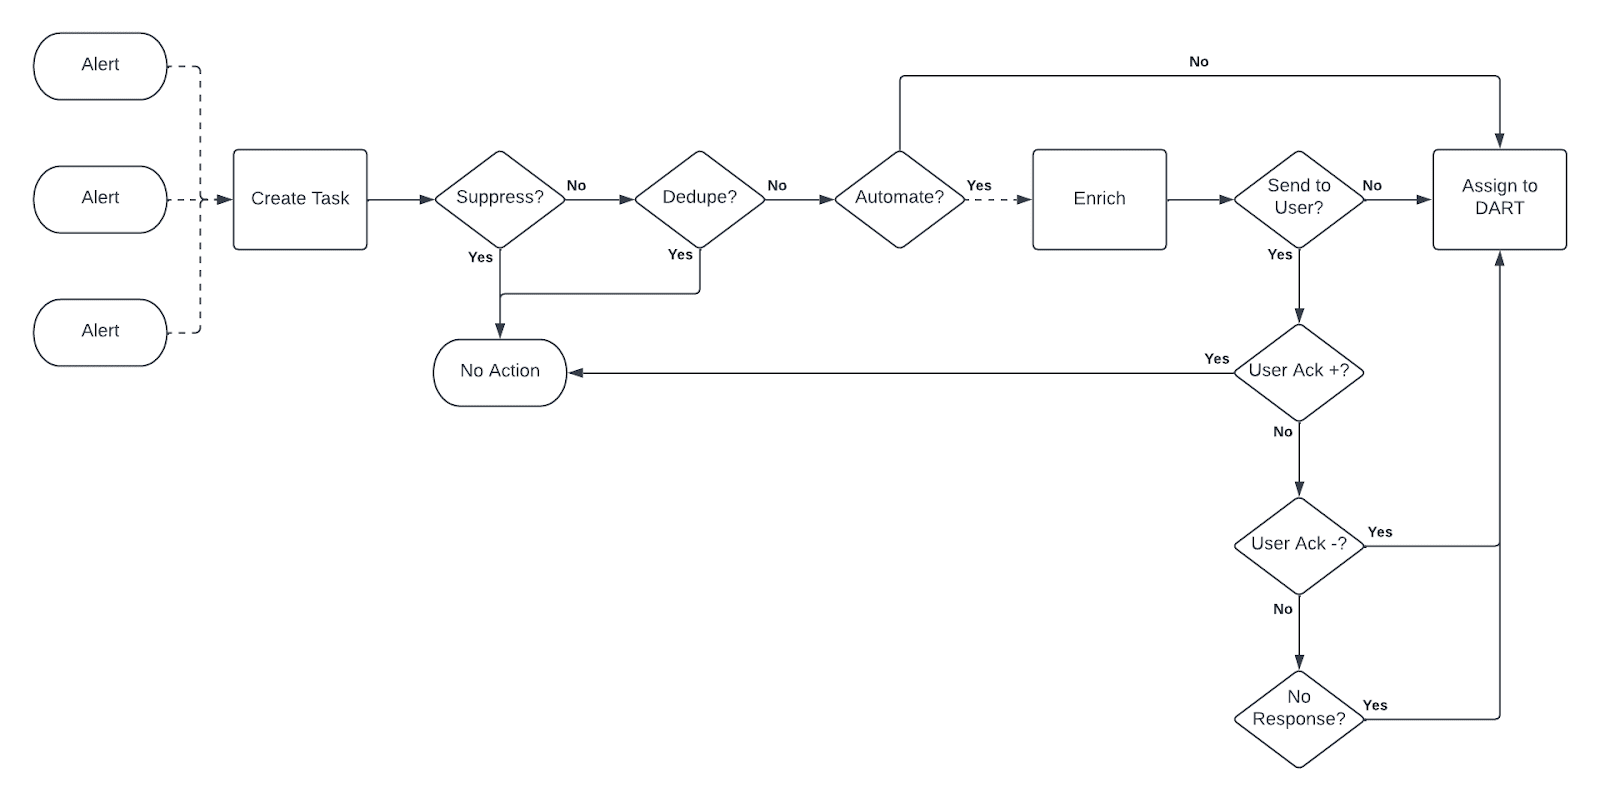 No
Alert
Alert
Alert
Create Task
Suppress?
No
Yes
Dedupe?
No
Yes
Automate?
Yes
Enrich
Send to
User?
No
Yes
Assign to
DART
No Action
Yes
User Ack +?
No
User Ack -?
Yes
No
No
Response?
Yes